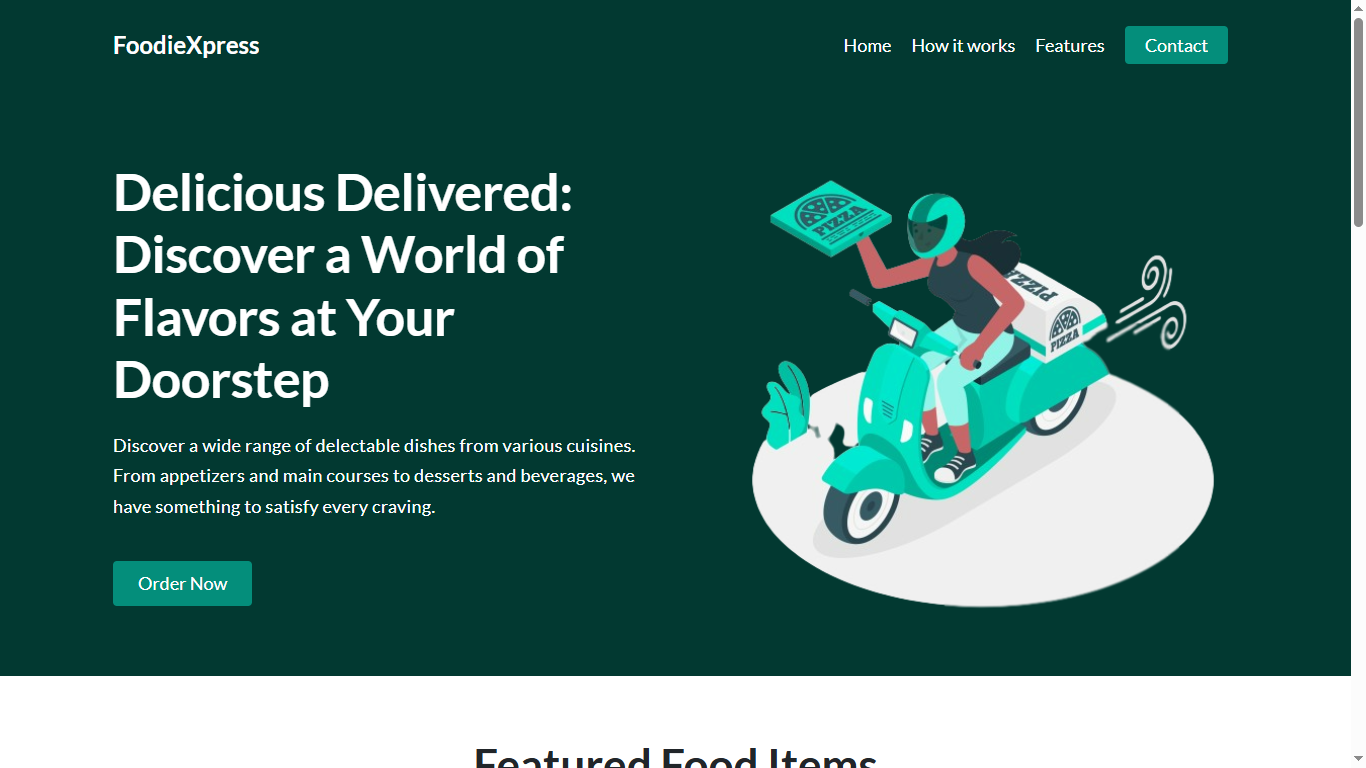 FoodieXpress
Home
How it works
Features
Contact
Delicious Delivered:
Discover a World of
Flavors at Your
Doorstep
Discover a wide range of delectable dishes from various cuisines.
From appetizers and main courses to desserts and beverages, we
have something to satisfy every craving.
Order Now
PIZZA
PIZZA
PIZZA
Featured Food Items